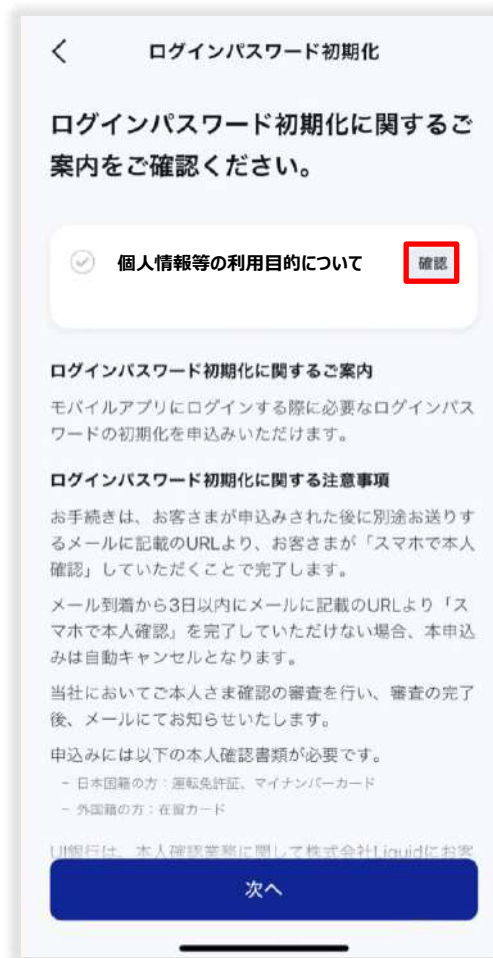 ログインパスワード初期化
ログインパスワード初期化に関するご
案内をご確認ください。
個人情報等の利用目的について
確認
ログインパスワード初期化に関するご案内
モバイルアプリにログインする際に必要なログインパス
ワードの初期化を申込みいただけます。
ログインパスワード初期化に関する注意事項
お手続きは、お客さまが申込みされた後に別途お送りす
るメールに記載のURLより、お客さまが「スマホで本人
確認」していただくことで完了します。
メール到着から3日以内にメールに記載のURLより「ス
マホで本人確認」を完了していただけない場合、本申込
みは自動キャンセルとなります。
当社においてご本人さま確認の審査を行い、審査の完了
後、メールにてお知らせいたします。
申込みには以下の本人確認書類が必要です。
- 日本国籍の方：運転免許証、マイナンバーカード
- 外国籍の方：在留カード
UI銀行は、本人確認業務に関して株式会社Liquidにお客
次へ